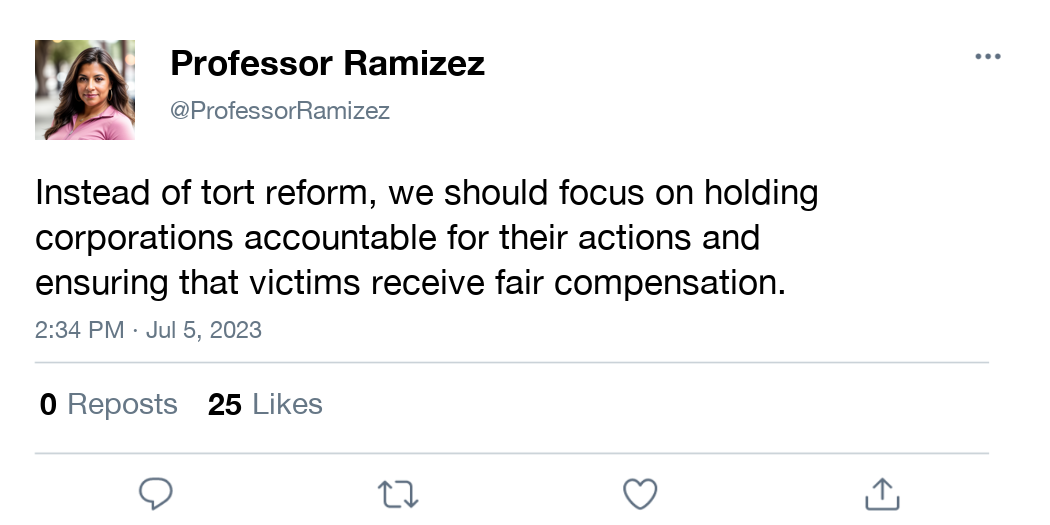 Professor Ramizez
@ProfessorRamizez
Instead of tort reform, we should focus on holding
corporations accountable for their actions and
ensuring that victims receive fair compensation.
2:34 PM · Jul 5, 2023
0 Reposts 25 Likes